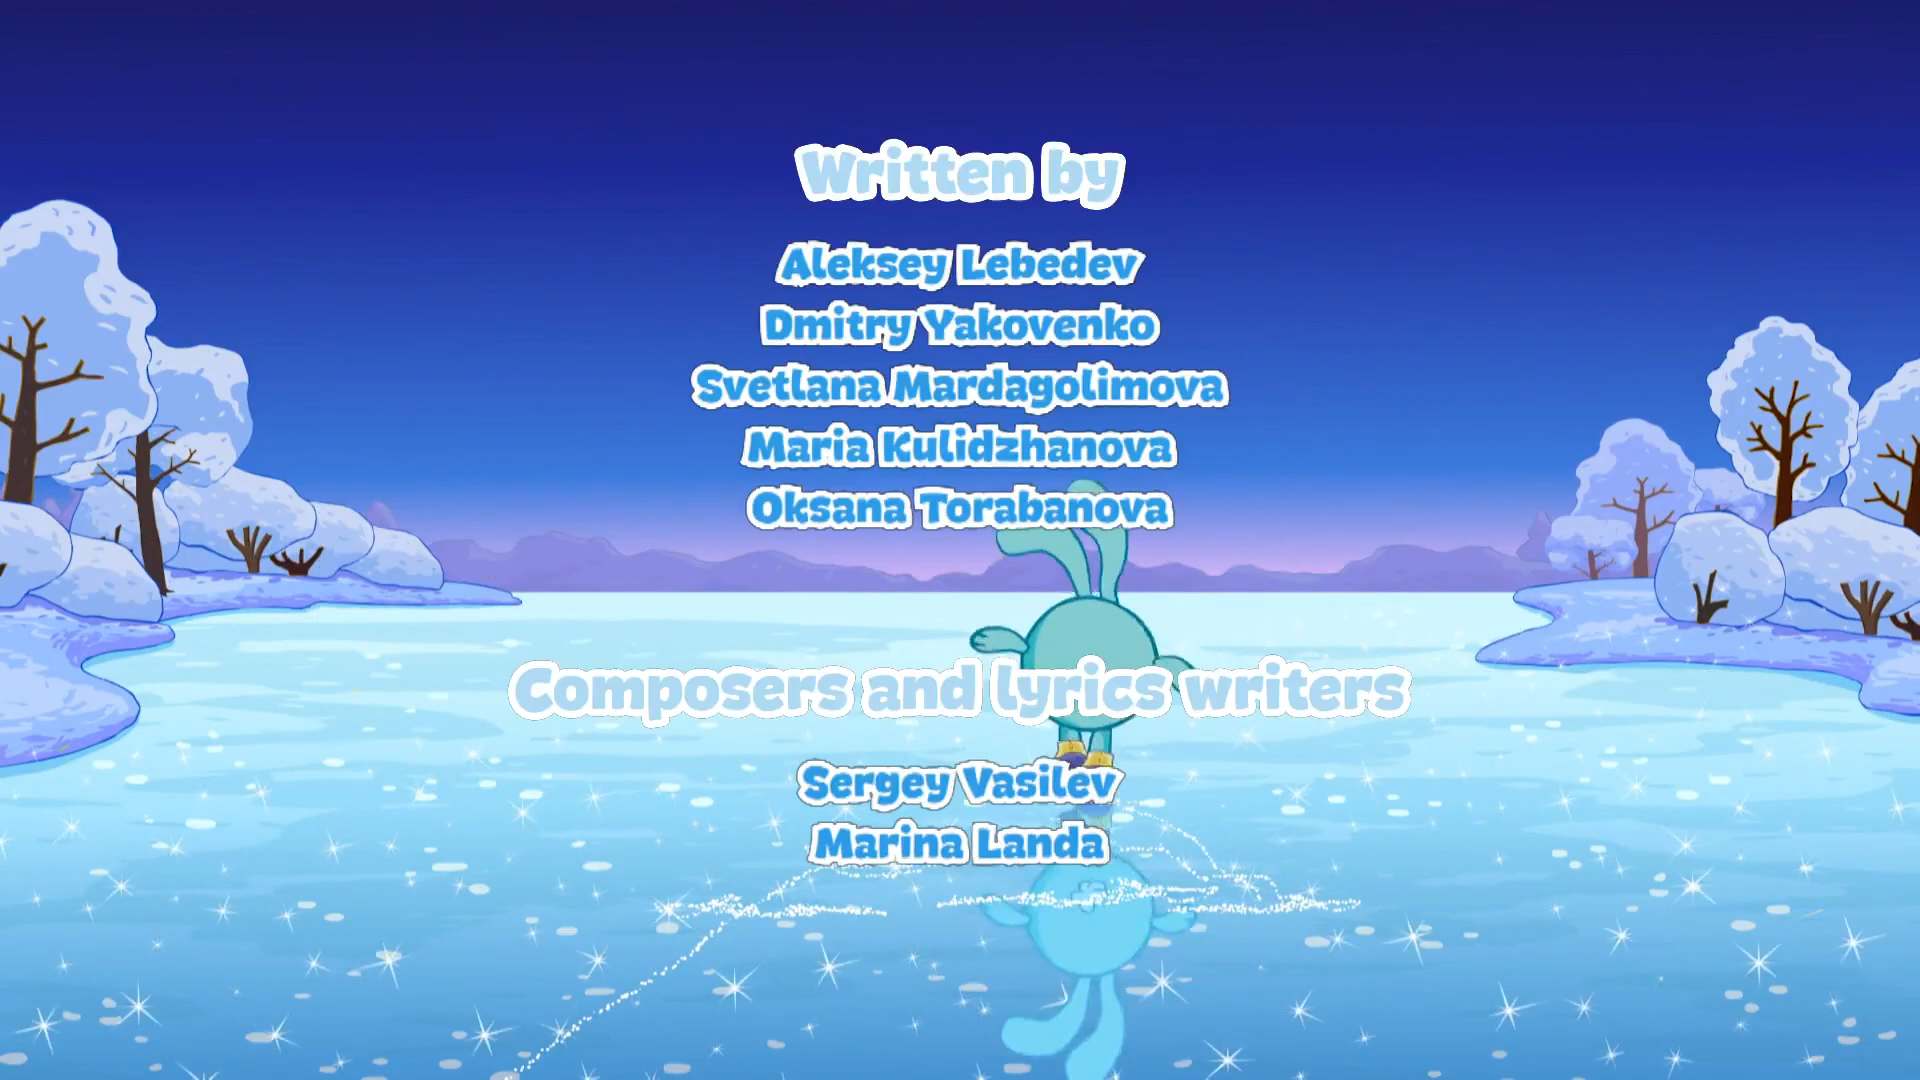 Written by
Aleksey Lebedev
Dmitry Yakovenko
Svetlana Mardagolimova
Maria Kulidzhanova
Oksana Torabanova
Composers and lyrics writers
Sergey Vasilev
Marina Landa